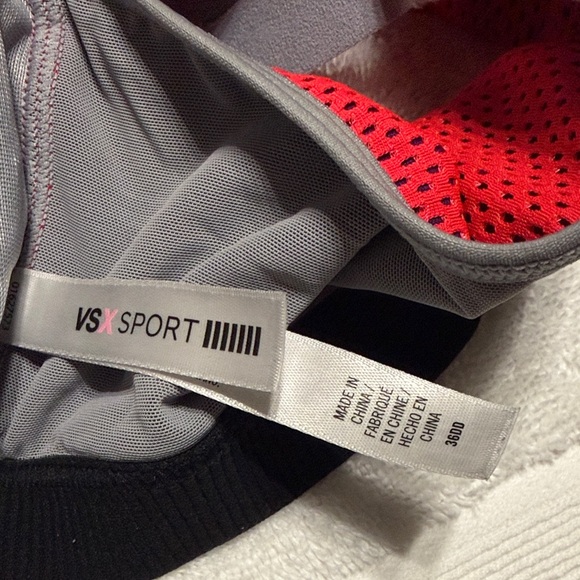 VSX SPORT
MADE IN
CHINA /
FABRIQUÉ
EN CHINE /
HECHO EN
CHINA
36DD